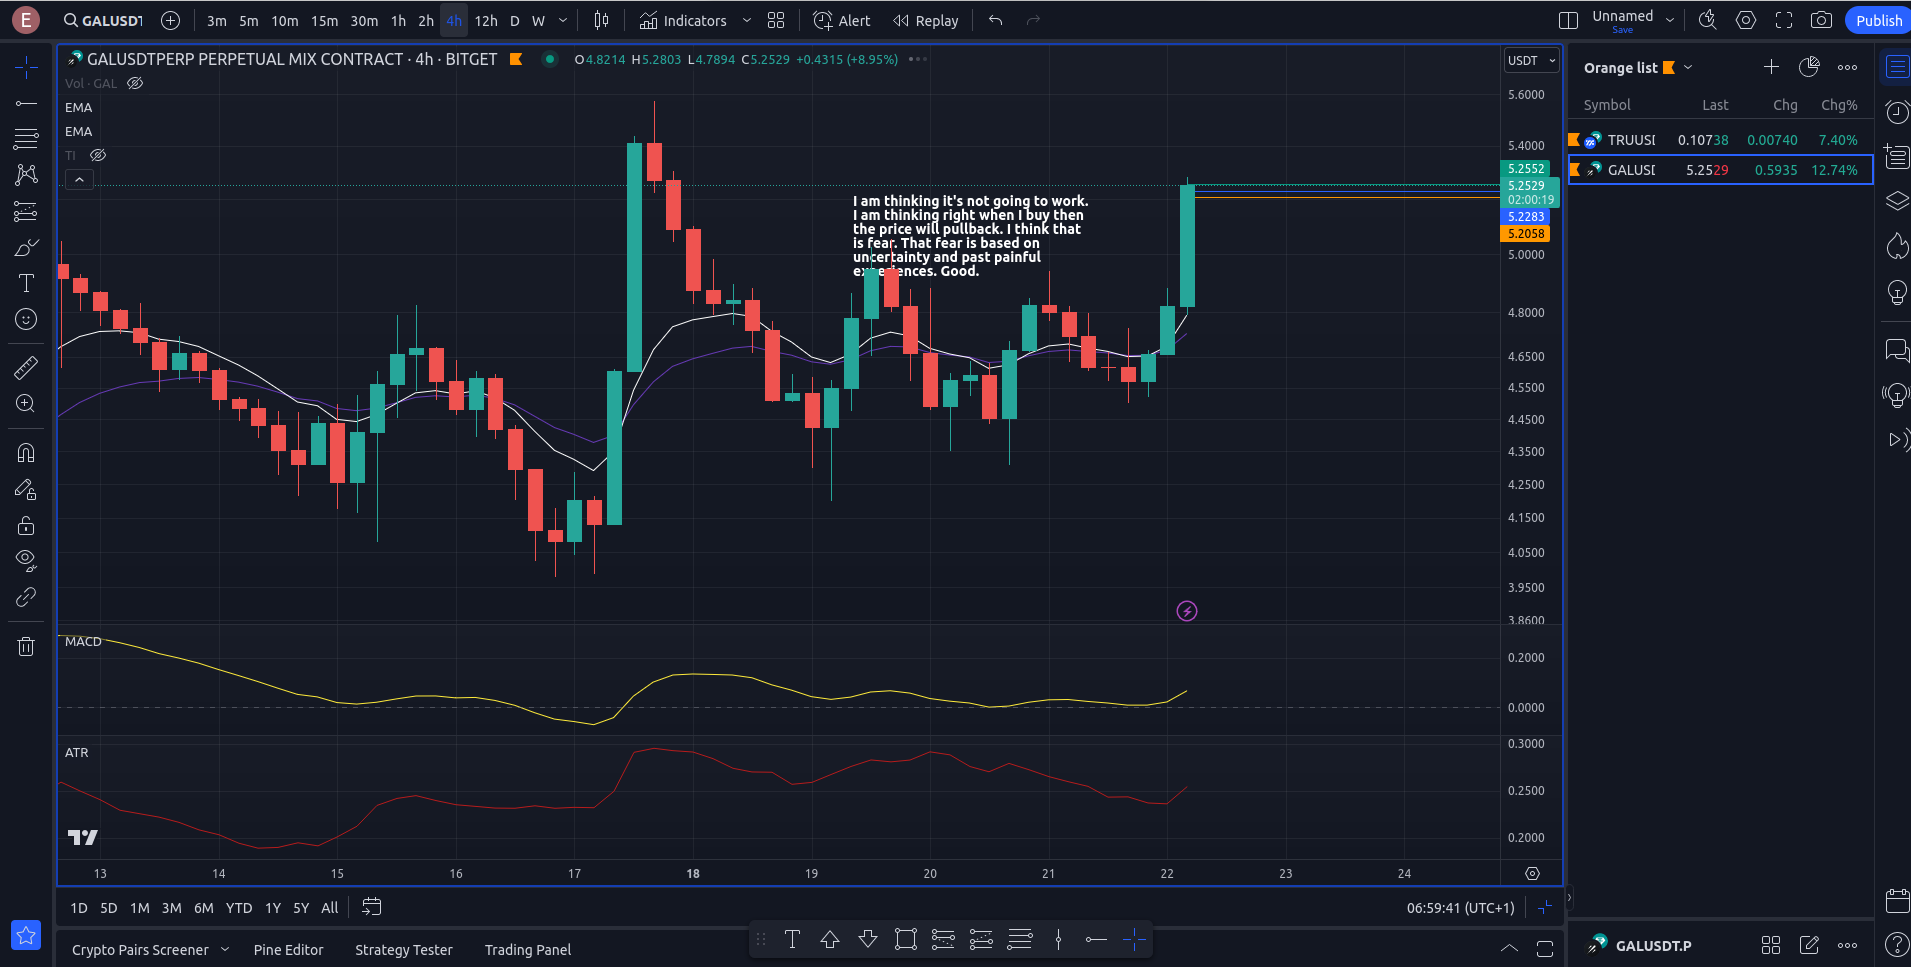 E
GALUSDT
3m 5m 10m 15m 30m 1h 2h 4h 12h D W
Indicators
Alert
Replay
Unnamed
Save
Publish
GALUSDTPERP PERPETUAL MIX CONTRACT · 4h · BITGET
O4.8214 H5.2803 L4.7894 C5.2529 +0.4315 (+8.95%)
Vol · GAL
EMA
EMA
TI
I am thinking it's not going to work.
I am thinking right when I buy then
the price will pullback. I think that
is fear. That fear is based on
uncertainty and past painful
experiences. Good.
USDT
5.6000
5.4000
5.2552
5.2529
02:00:19
5.2283
5.2058
5.0000
4.8000
4.6500
4.5500
4.4500
4.3500
4.2500
4.1500
4.0500
3.9500
3.8600
MACD
0.2000
0.0000
ATR
0.3000
0.2500
0.2000
13 14 15 16 17 18 19 20 21 22 23 24
1D 5D 1M 3M 6M YTD 1Y 5Y All
06:59:41 (UTC+1)
Crypto Pairs Screener
Pine Editor
Strategy Tester
Trading Panel
Orange list
Symbol Last Chg Chg%
TRUUSI 0.10738 0.00740 7.40%
GALUSI 5.2529 0.5935 12.74%
GALUSDT.P